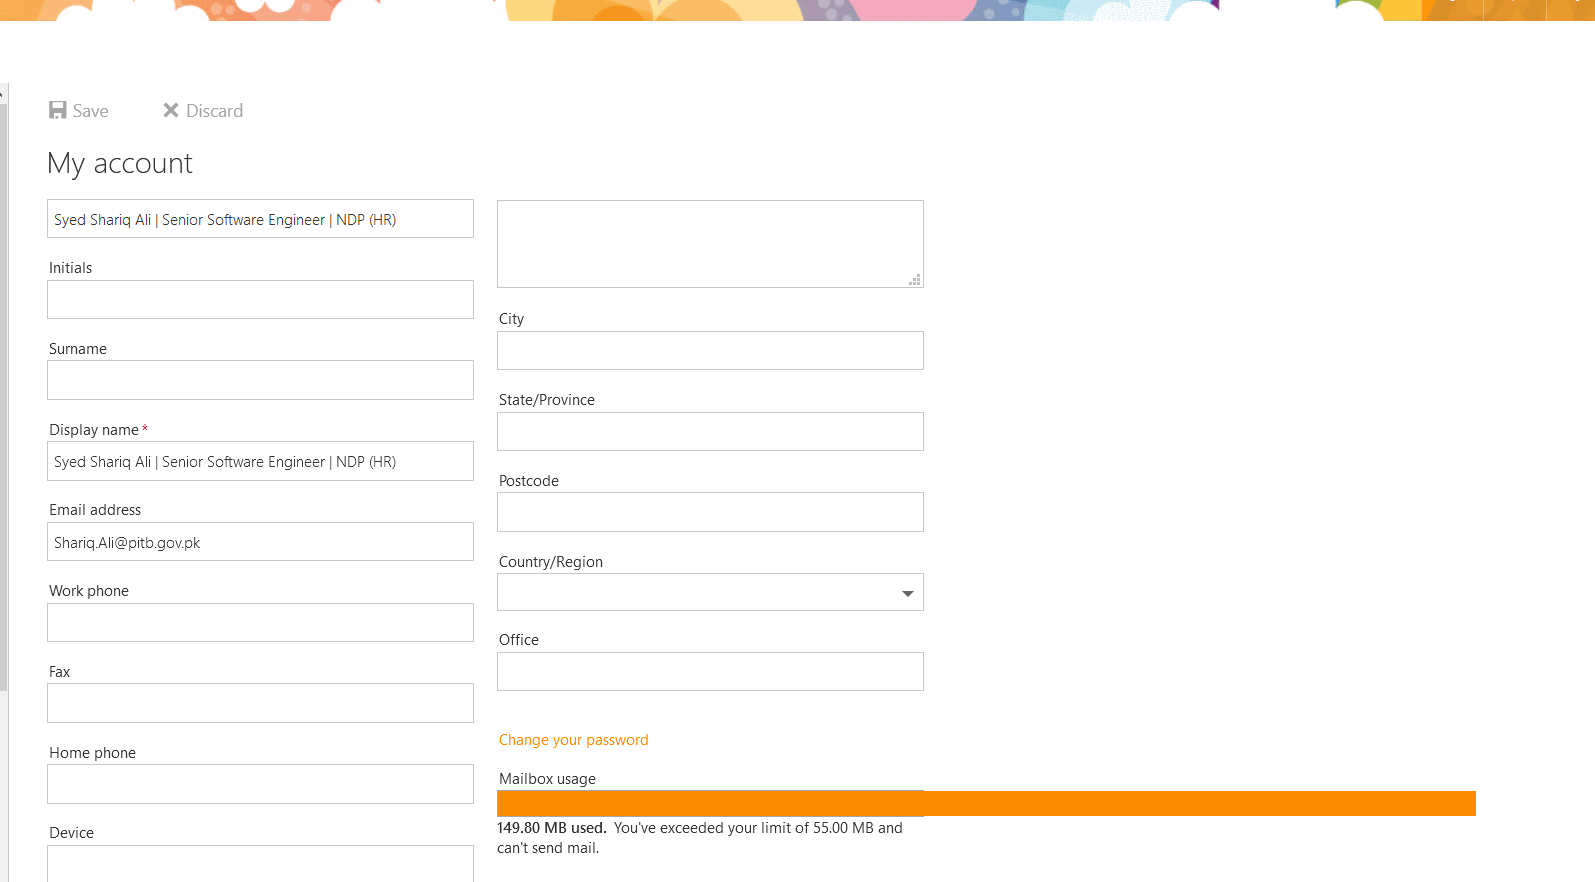 Save
Discard
My account
Syed Shariq Ali | Senior Software Engineer | NDP (HR)
Initials
Surname
Display name *
Syed Shariq Ali | Senior Software Engineer | NDP (HR)
Email address
Shariq.Ali@pitb.gov.pk
Work phone
Fax
Home phone
Device
City
State/Province
Postcode
Country/Region
Office
Change your password
Mailbox usage
149.80 MB used. You've exceeded your limit of 55.00 MB and
can't send mail.